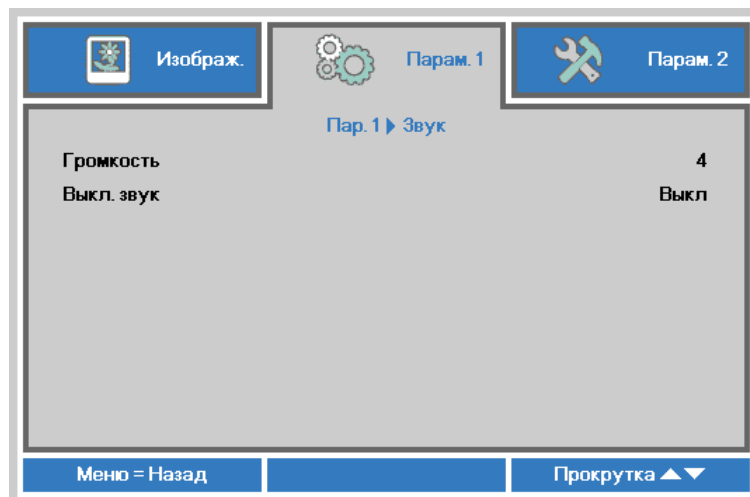 Изображ. Парам. 1 Парам. 2
Пар. 1 ▶ Звук
Громкость 4
Выкл. звук Выкл
Меню = Назад Прокрутка ▲▼